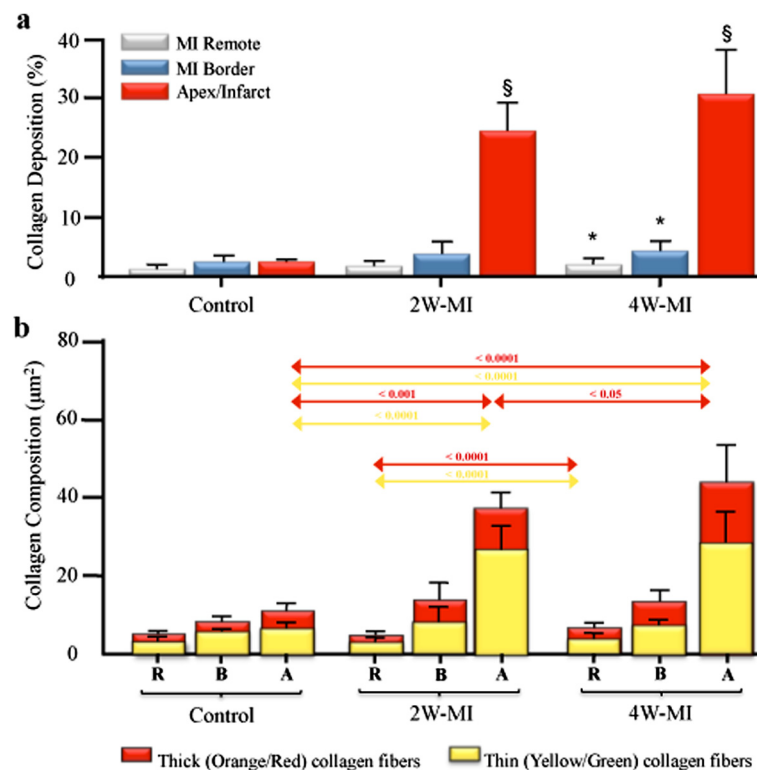 a
Collagen Deposition (%)
40
30
20
10
0
MI Remote
MI Border
Apex/Infarct
§
§
*
*
Control
2W-MI
4W-MI
b
Collagen Composition (µm²)
80
60
40
20
0
< 0.0001
< 0.0001
< 0.001
< 0.05
< 0.0001
< 0.0001
< 0.0001
R B A R B A R B A
Control 2W-MI 4W-MI
Thick (Orange/Red) collagen fibers Thin (Yellow/Green) collagen fibers